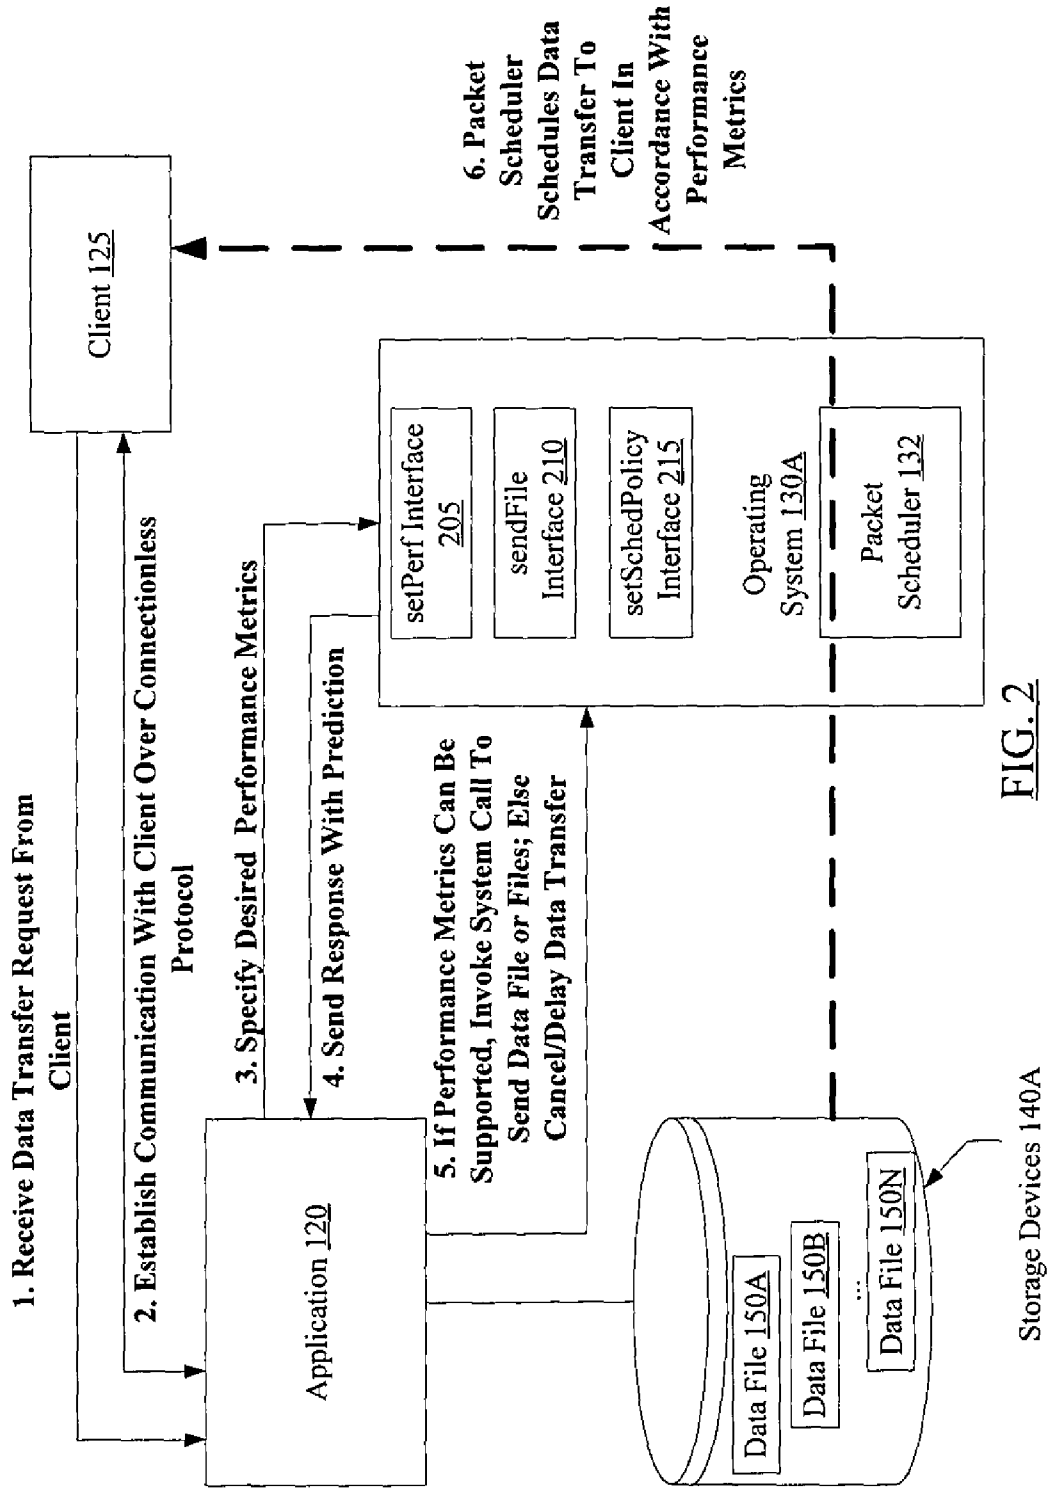 1. Receive Data Transfer Request From
Client
2. Establish Communication With Client Over Connectionless
Protocol
3. Specify Desired Performance Metrics
4. Send Response With Prediction
5. If Performance Metrics Can Be
Supported, Invoke System Call To
Send Data File or Files; Else
Cancel/Delay Data Transfer
6. Packet
Scheduler
Schedules Data
Transfer To
Client In
Accordance With
Performance
Metrics
Client 125
Application 120
setPerf Interface
205
sendFile
Interface 210
setSchedPolicy
Interface 215
Operating
System 130A
Packet
Scheduler 132
Data File 150A
Data File 150B
...
Data File 150N
Storage Devices 140A
FIG. 2